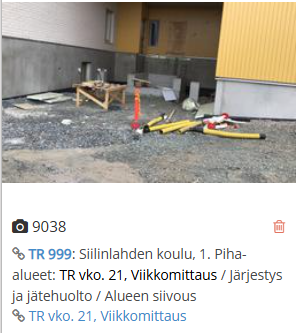 9038
TR 999: Siilinlahden koulu, 1. Piha-
alueet: TR vko. 21, Viikkomittaus / Järjestys
ja jätehuolto / Alueen siivous
TR vko. 21, Viikkomittaus